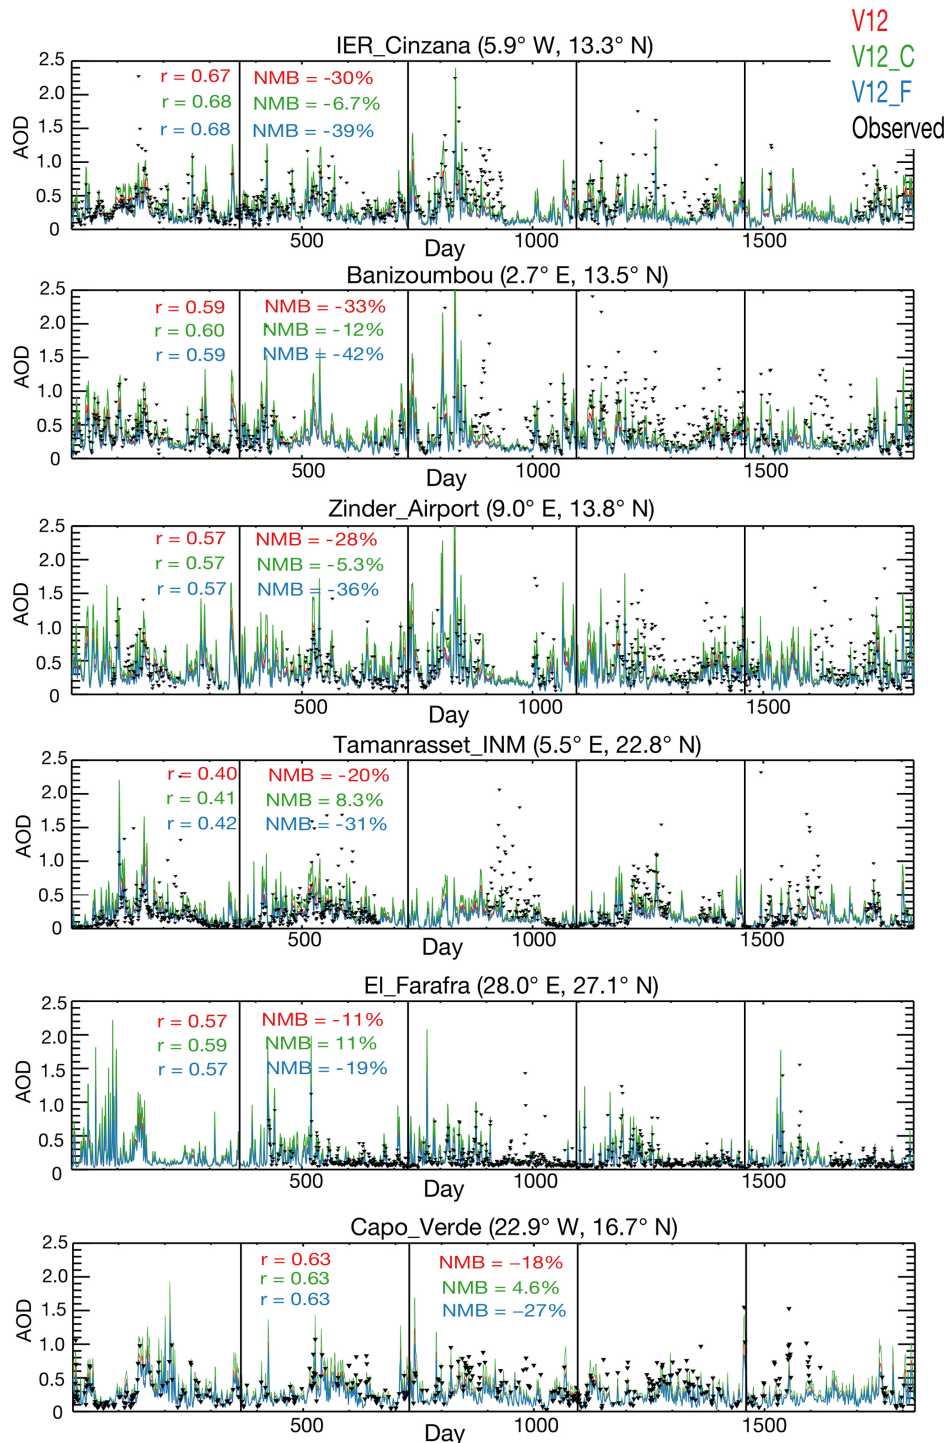 V12
V12_C
V12_F
Observed
IER_Cinzana (5.9° W, 13.3° N)
2.5
2.0
1.5
1.0
0.5
0
AOD
r = 0.67 NMB = -30%
r = 0.68 NMB = -6.7%
r = 0.68 NMB = -39%
500 1000 1500
Day
Banizoumbou (2.7° E, 13.5° N)
2.5
2.0
1.5
1.0
0.5
0
AOD
r = 0.59 NMB = -33%
r = 0.60 NMB = -12%
r = 0.59 NMB = -42%
500 1000 1500
Day
Zinder_Airport (9.0° E, 13.8° N)
2.5
2.0
1.5
1.0
0.5
0
AOD
r = 0.57 NMB = -28%
r = 0.57 NMB = -5.3%
r = 0.57 NMB = -36%
500 1000 1500
Day
Tamanrasset_INM (5.5° E, 22.8° N)
2.5
2.0
1.5
1.0
0.5
0
AOD
r = 0.40 NMB = -20%
r = 0.41 NMB = 8.3%
r = 0.42 NMB = -31%
500 1000 1500
Day
El_Farafra (28.0° E, 27.1° N)
2.5
2.0
1.5
1.0
0.5
0
AOD
r = 0.57 NMB = -11%
r = 0.59 NMB = 11%
r = 0.57 NMB = -19%
500 1000 1500
Day
Capo_Verde (22.9° W, 16.7° N)
2.5
2.0
1.5
1.0
0.5
0
AOD
r = 0.63 NMB = −18%
r = 0.63 NMB = 4.6%
r = 0.63 NMB = −27%
500 1000 1500
Day